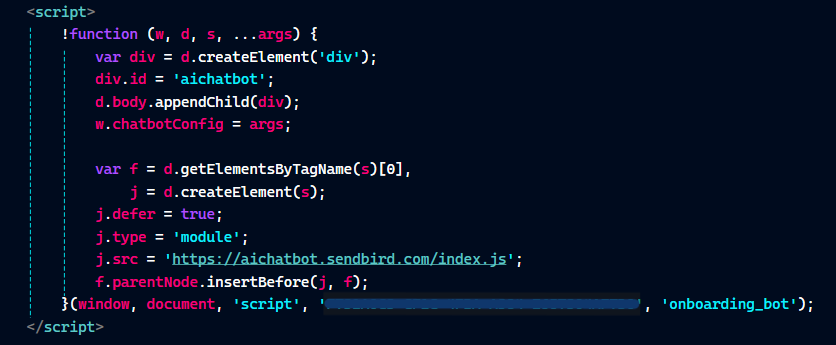 <script>
!function (w, d, s, ...args) {
var div = d.createElement('div');
div.id = 'aichatbot';
d.body.appendChild(div);
w.chatbotConfig = args;
var f = d.getElementsByTagName(s)[0],
j = d.createElement(s);
j.defer = true;
j.type = 'module';
j.src = 'https://aichatbot.sendbird.com/index.js';
f.parentNode.insertBefore(j, f);
}(window, document, 'script', '', 'onboarding_bot');
</script>